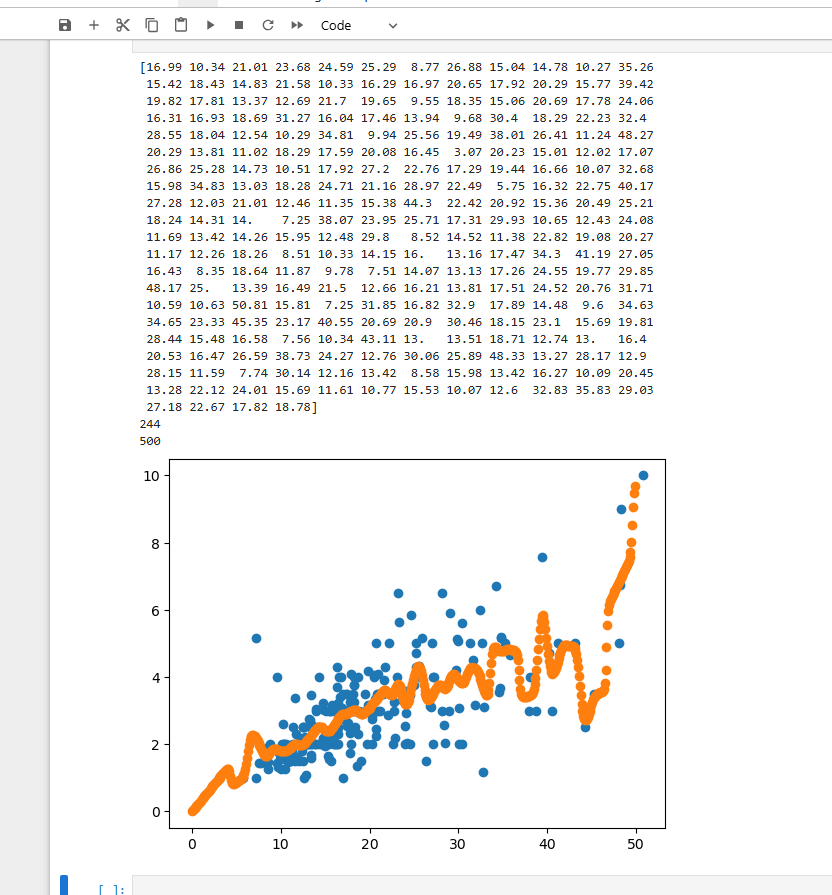 Code
[16.99 10.34 21.01 23.68 24.59 25.29  8.77 26.88 15.04 14.78 10.27 35.26
 15.42 18.43 14.83 21.58 10.33 16.29 16.97 20.65 17.92 20.29 15.77 39.42
 19.82 17.81 13.37 12.69 21.7  19.65  9.55 18.35 15.06 20.69 17.78 24.06
 16.31 16.93 18.69 31.27 16.04 17.46 13.94  9.68 30.4  18.29 22.23 32.4
 28.55 18.04 12.54 10.29 34.81  9.94 25.56 19.49 38.01 26.41 11.24 48.27
 20.29 13.81 11.02 18.29 17.59 20.08 16.45  3.07 20.23 15.01 12.02 17.07
 26.86 25.28 14.73 10.51 17.92 27.2  22.76 17.29 19.44 16.66 10.07 32.68
 15.98 34.83 13.03 18.28 24.71 21.16 28.97 22.49  5.75 16.32 22.75 40.17
 27.28 12.03 21.01 12.46 11.35 15.38 44.3  22.42 20.92 15.36 20.49 25.21
 18.24 14.31 14.    7.25 38.07 23.95 25.71 17.31 29.93 10.65 12.43 24.08
 11.69 13.42 14.26 15.95 12.48 29.8   8.52 14.52 11.38 22.82 19.08 20.27
 11.17 12.26 18.26  8.51 10.33 14.15 16.   13.16 17.47 34.3  41.19 27.05
 16.43  8.35 18.64 11.87  9.78  7.51 14.07 13.13 17.26 24.55 19.77 29.85
 48.17 25.   13.39 16.49 21.5  12.66 16.21 13.81 17.51 24.52 20.76 31.71
 10.59 10.63 50.81 15.81  7.25 31.85 16.82 32.9  17.89 14.48  9.6  34.63
 34.65 23.33 45.35 23.17 40.55 20.69 20.9  30.46 18.15 23.1  15.69 19.81
 28.44 15.48 16.58  7.56 10.34 43.11 13.   13.51 18.71 12.74 13.   16.4
 20.53 16.47 26.59 38.73 24.27 12.76 30.06 25.89 48.33 13.27 28.17 12.9
 28.15 11.59  7.74 30.14 12.16 13.42  8.58 15.98 13.42 16.27 10.09 20.45
 13.28 22.12 24.01 15.69 11.61 10.77 15.53 10.07 12.6  32.83 35.83 29.03
 27.18 22.67 17.82 18.78]
244
500
10
8
6
4
2
0
0 10 20 30 40 50
[ ]: